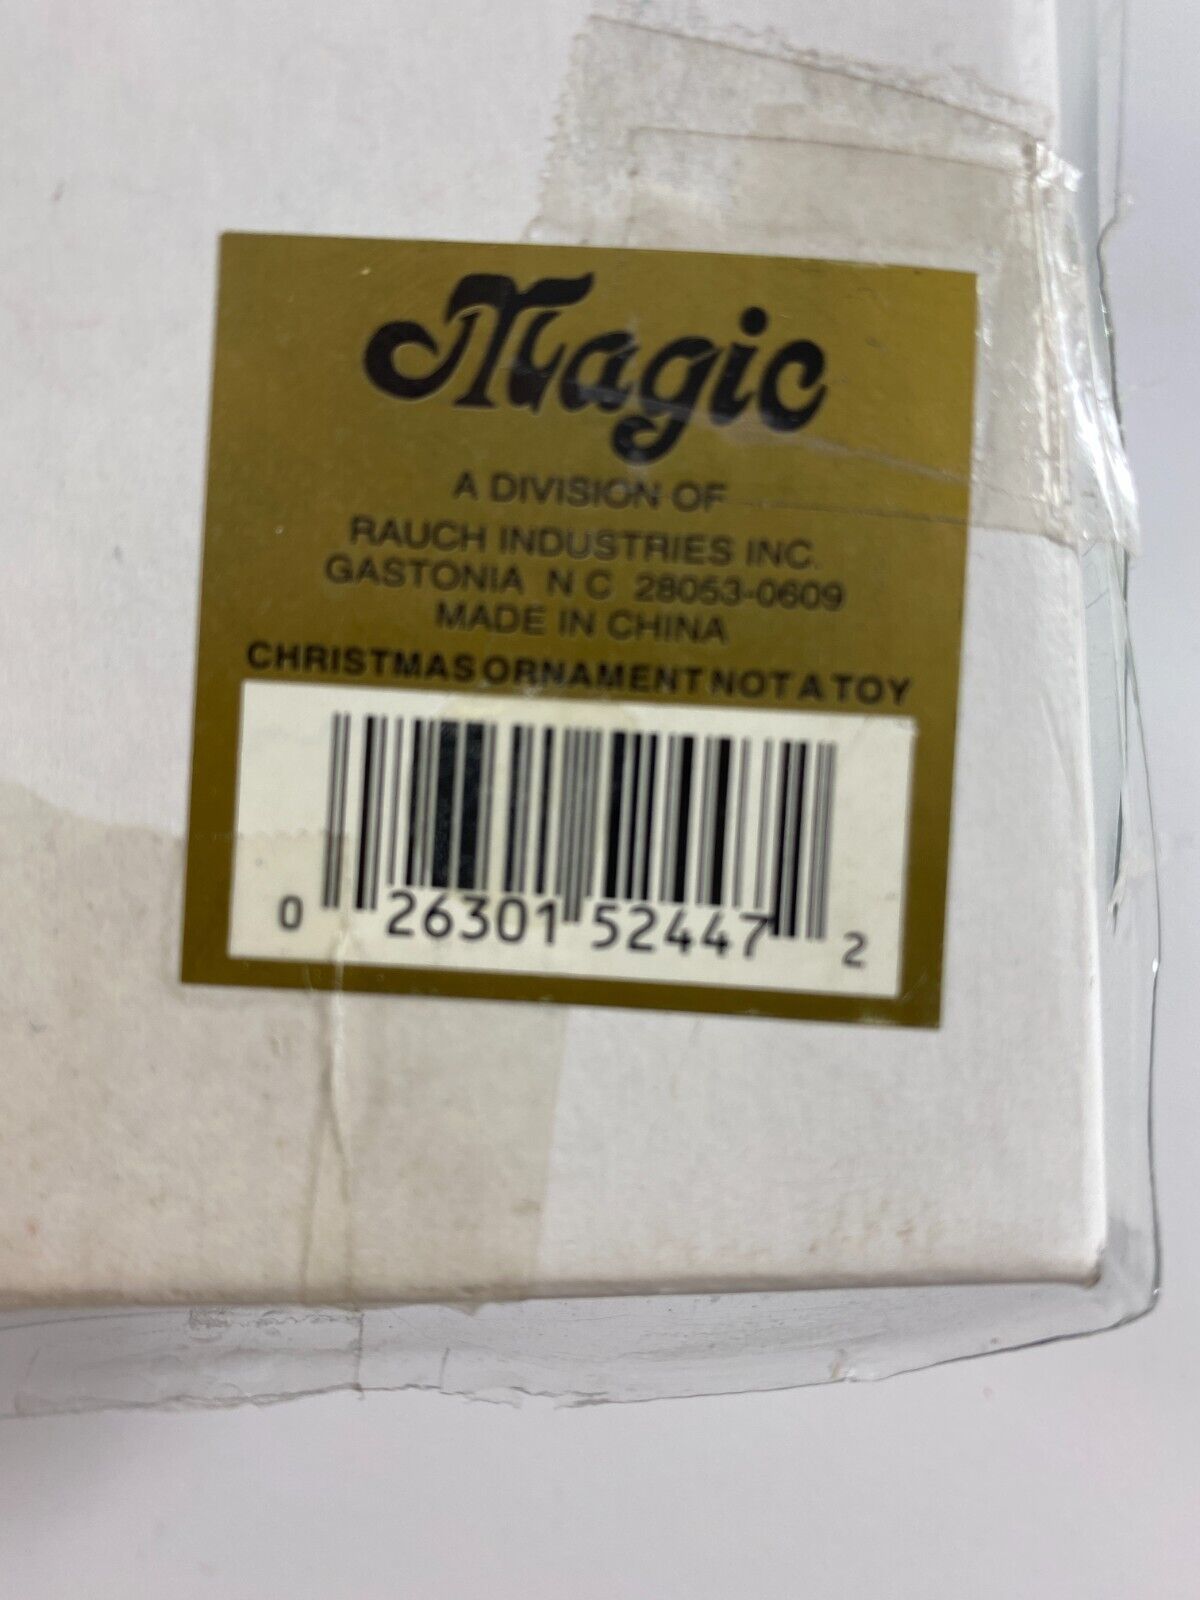 Magic
A DIVISION OF
RAUCH INDUSTRIES INC.
GASTONIA N C 28053-0609
MADE IN CHINA
CHRISTMAS ORNAMENT NOT A TOY
0 26301 52447 2